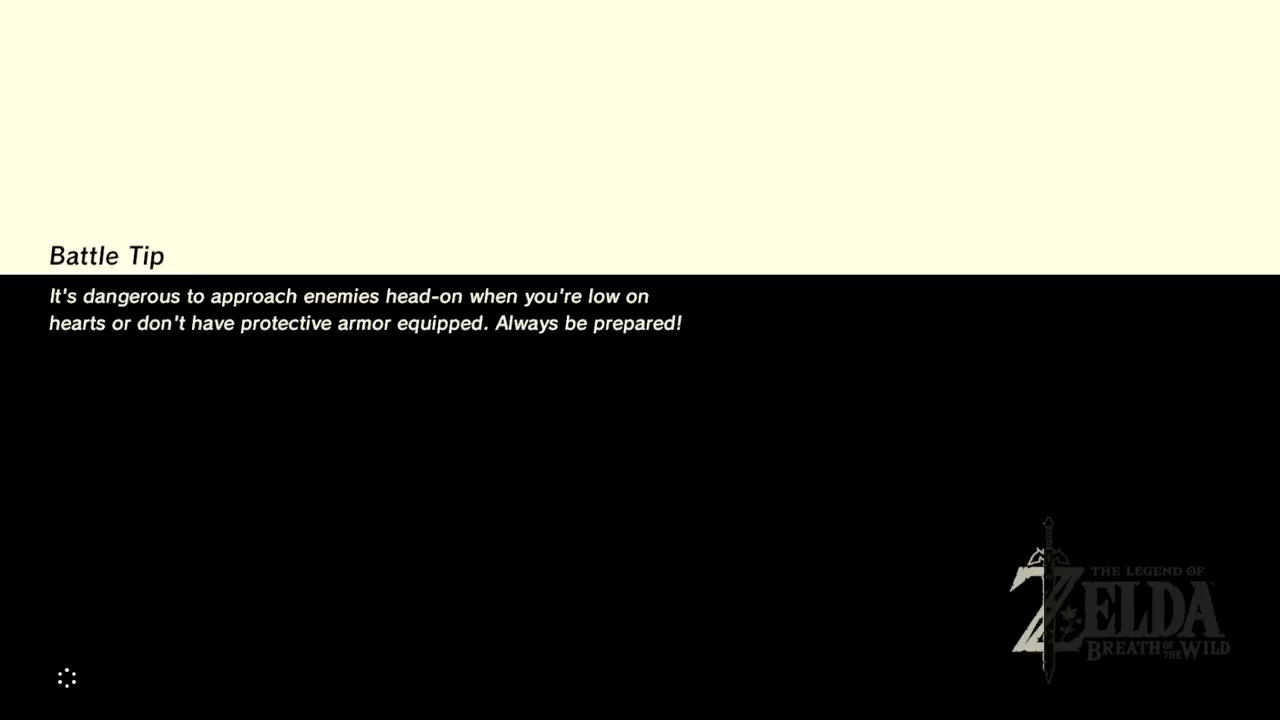 Battle Tip
It's dangerous to approach enemies head-on when you're low on
hearts or don't have protective armor equipped. Always be prepared!
THE LEGEND OF
ZELDA
BREATH OF THE WILD